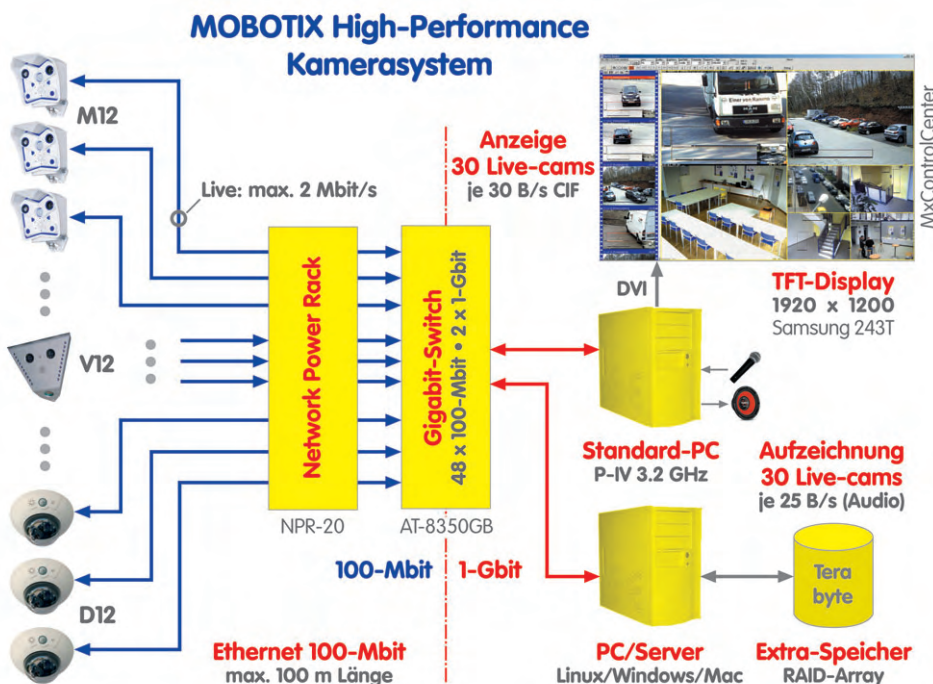 MOBOTIX High-Performance
Kamerasystem
M12
Live: max. 2 Mbit/s
Anzeige
30 Live-cams
je 30 B/s CIF
MxControlCenter
DVI
TFT-Display
1920 x 1200
Samsung 243T
V12
Network Power Rack
Gigabit-Switch
48 x 100-Mbit • 2 x 1-Gbit
NPR-20
AT-8350GB
Standard-PC
P-IV 3.2 GHz
Aufzeichnung
30 Live-cams
je 25 B/s (Audio)
100-Mbit
1-Gbit
Tera
byte
D12
Ethernet 100-Mbit
max. 100 m Länge
PC/Server
Linux/Windows/Mac
Extra-Speicher
RAID-Array